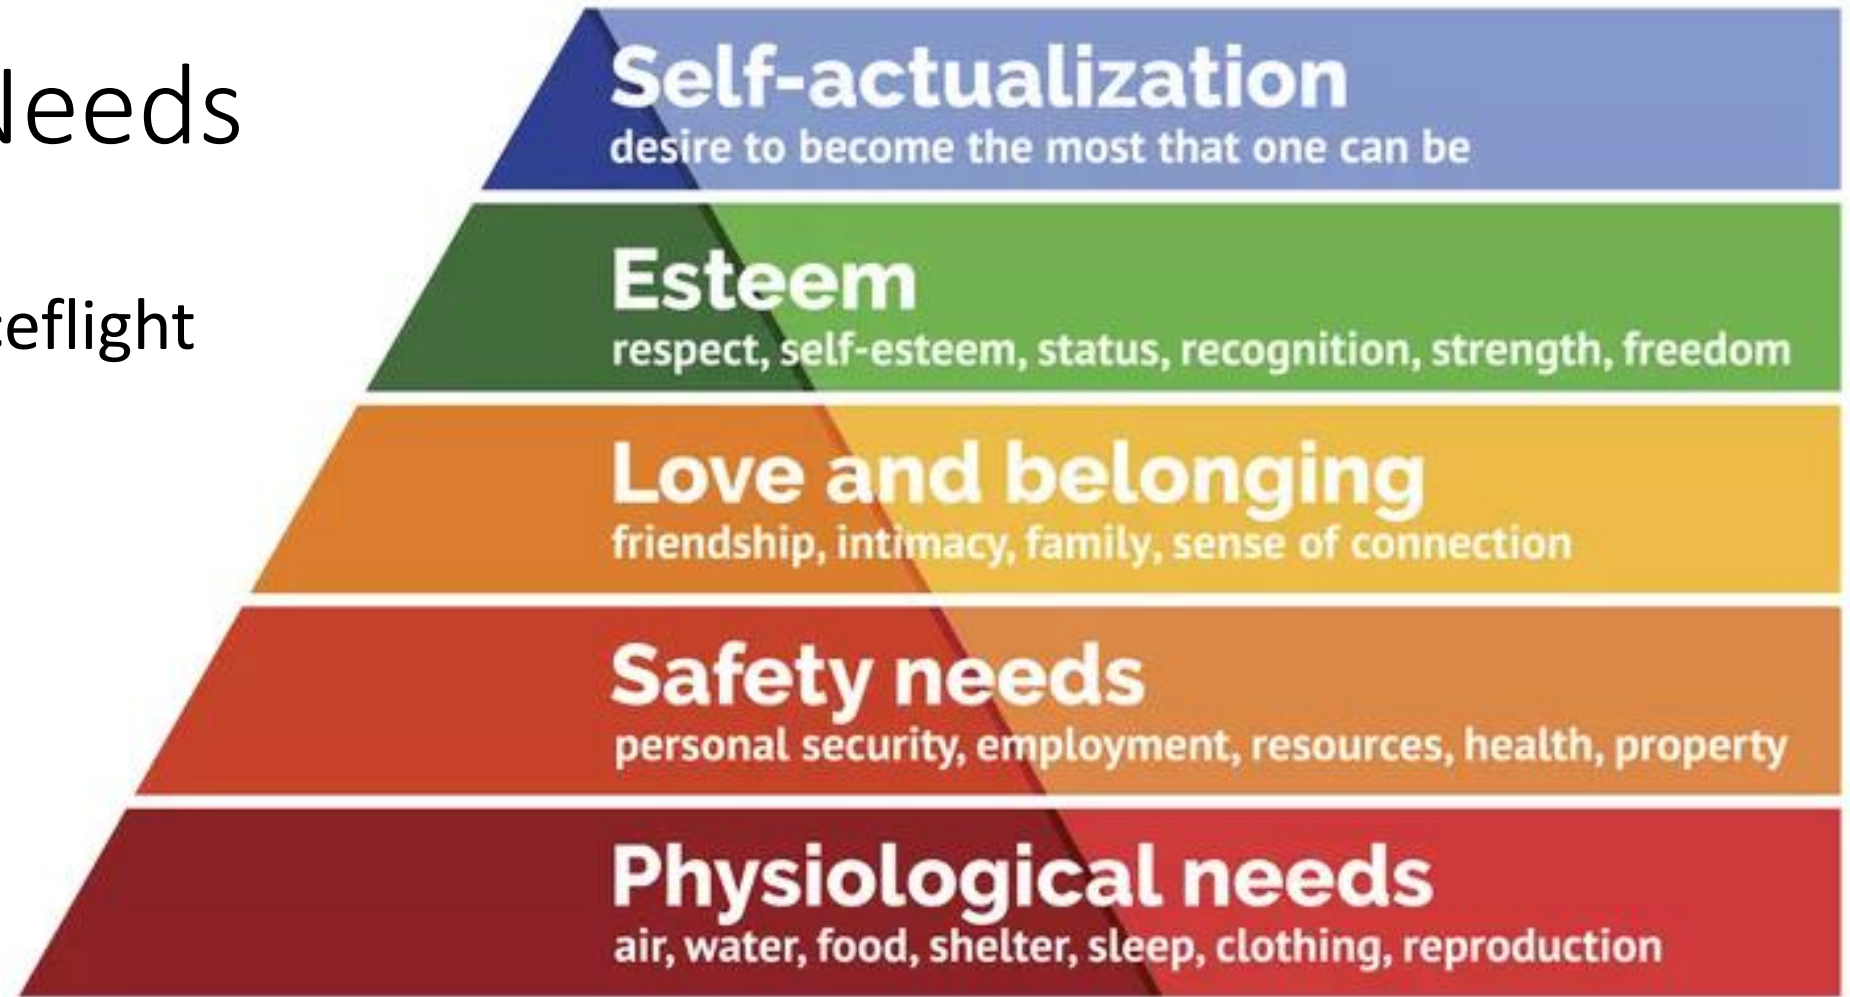 Needs
eflight
Self-actualization
desire to become the most that one can be
Esteem
respect, self-esteem, status, recognition, strength, freedom
Love and belonging
friendship, intimacy, family, sense of connection
Safety needs
personal security, employment, resources, health, property
Physiological needs
air, water, food, shelter, sleep, clothing, reproduction